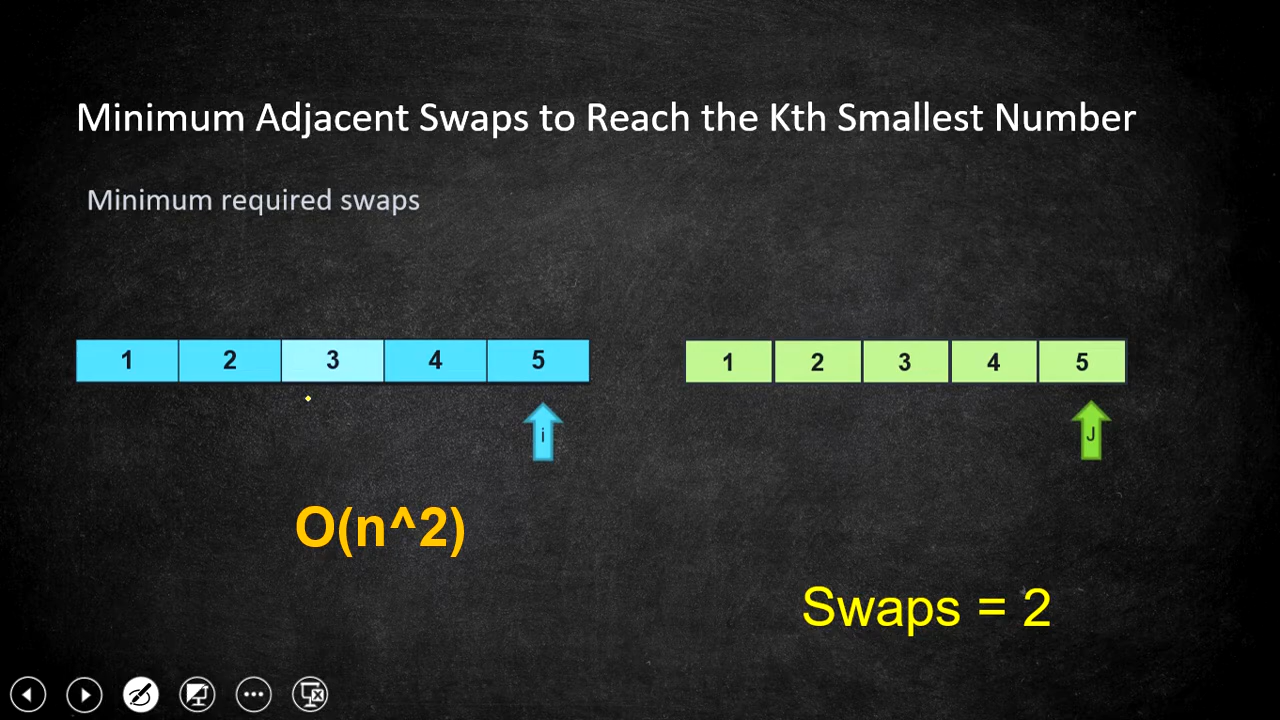 Minimum Adjacent Swaps to Reach the Kth Smallest Number
Minimum required swaps
1 2 3 4 5
1 2 3 4 5
i
J
O(n^2)
Swaps = 2